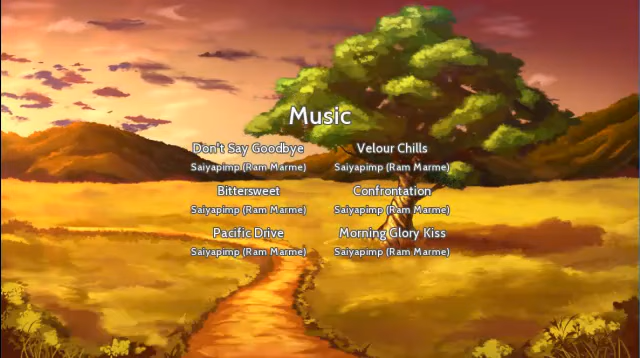 Music
Don't Say Goodbye
Saiyapimp (Ram Marme)
Velour Chills
Saiyapimp (Ram Marme)
Bittersweet
Saiyapimp (Ram Marme)
Confrontation
Saiyapimp (Ram Marme)
Pacific Drive
Saiyapimp (Ram Marme)
Morning Glory Kiss
Saiyapimp (Ram Marme)